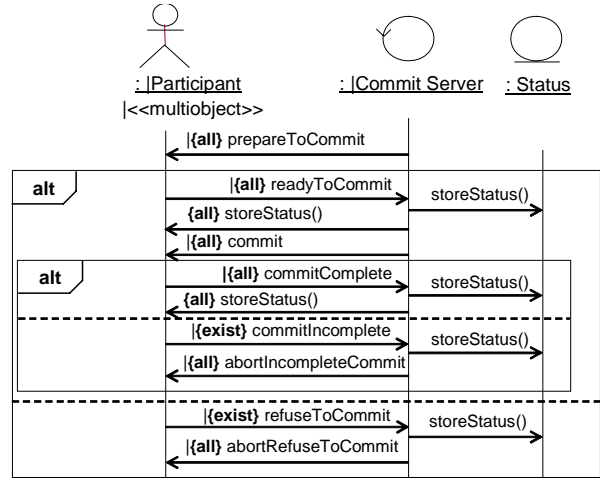 : |Participant
|<<multiobject>>
: |Commit Server
: Status
|{all} prepareToCommit
alt
|{all} readyToCommit
storeStatus()
{all} storeStatus()
|{all} commit
alt
|{all} commitComplete
storeStatus()
{all} storeStatus()
|{exist} commitIncomplete
storeStatus()
|{all} abortIncompleteCommit
|{exist} refuseToCommit
storeStatus()
|{all} abortRefuseToCommit